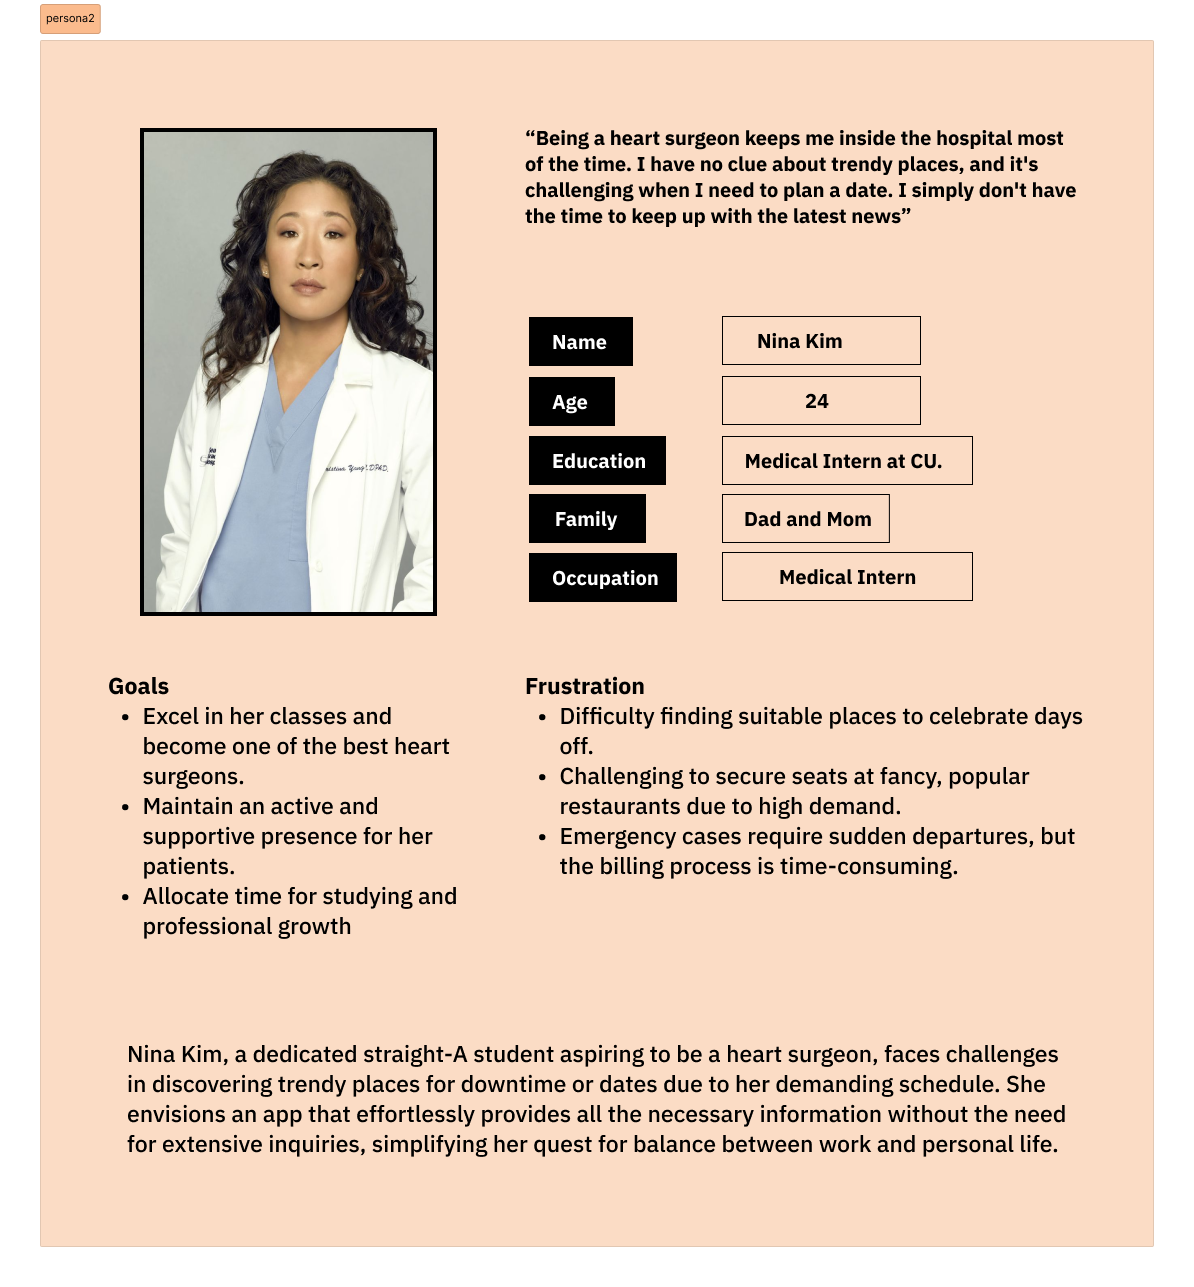 persona2
“Being a heart surgeon keeps me inside the hospital most
of the time. I have no clue about trendy places, and it's
challenging when I need to plan a date. I simply don't have
the time to keep up with the latest news”
Name
Nina Kim
Age
24
Education
Medical Intern at CU.
Family
Dad and Mom
Occupation
Medical Intern
Goals
• Excel in her classes and
become one of the best heart
surgeons.
• Maintain an active and
supportive presence for her
patients.
• Allocate time for studying and
professional growth
Frustration
• Difficulty finding suitable places to celebrate days
off.
• Challenging to secure seats at fancy, popular
restaurants due to high demand.
• Emergency cases require sudden departures, but
the billing process is time-consuming.
Nina Kim, a dedicated straight-A student aspiring to be a heart surgeon, faces challenges
in discovering trendy places for downtime or dates due to her demanding schedule. She
envisions an app that effortlessly provides all the necessary information without the need
for extensive inquiries, simplifying her quest for balance between work and personal life.